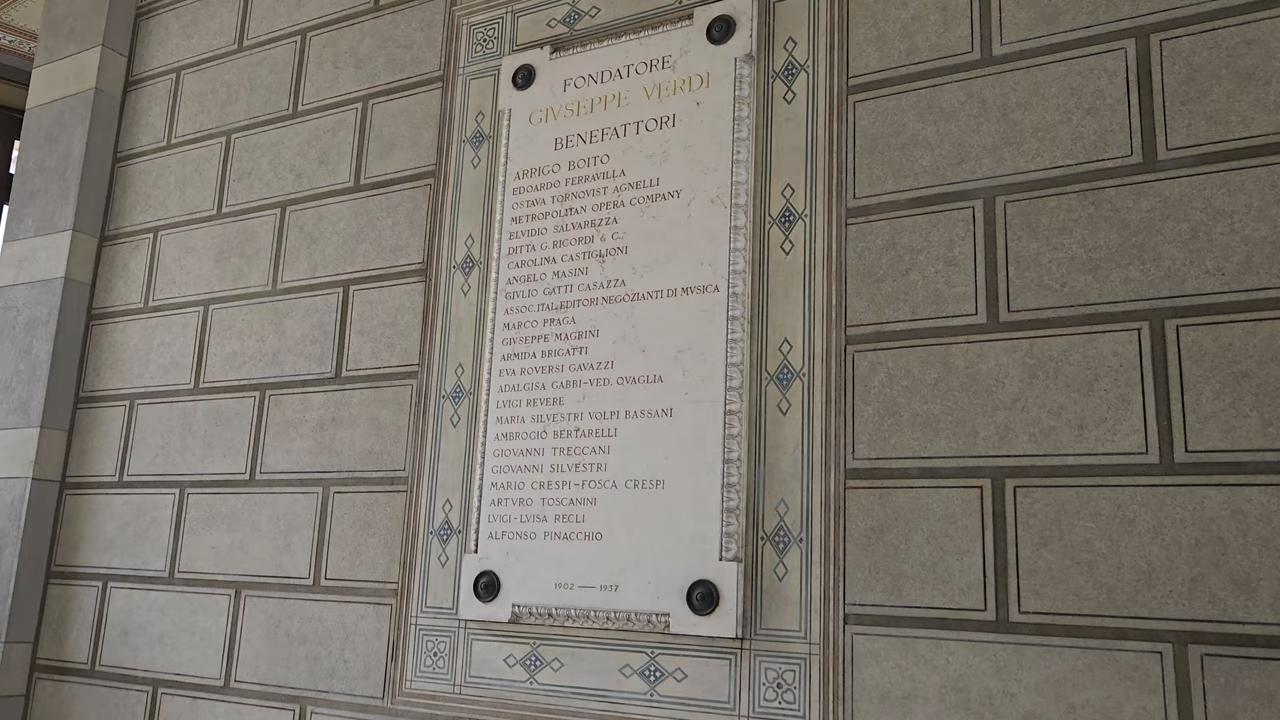 FONDATORE
GIVSEPPE VERDI
BENEFATTORI
ARRIGO BOITO
EDOARDO FERRAVILLA
OSTAVA TORNOVIST AGNELLI
METROPOLITAN OPERA COMPANY
ELVIDIO SALVAREZZA
DITTA G. RICORDI & C.
CAROLINA CASTIGLIONI
ANGELO MASINI
GIVLIO GATTI CASAZZA
ASSOC. ITAL. EDITORI NEGOZIANTI DI MVSICA
MARCO PRAGA
GIVSEPPE MAGRINI
ARMIDA BRIGATTI
EVA ROVERSI GAVAZZI
ADALGISA GABBI-VED. QVAGLIA
LVIGI REVERE
MARIA SILVESTRI VOLPI BASSANI
AMBROGIO BERTARELLI
GIOVANNI TRECCANI
GIOVANNI SILVESTRI
MARIO CRESPI-FOSCA CRESPI
ARTVRO TOSCANINI
LVIGI-LVISA RECLI
ALFONSO PINACCHIO
1902 — 1937